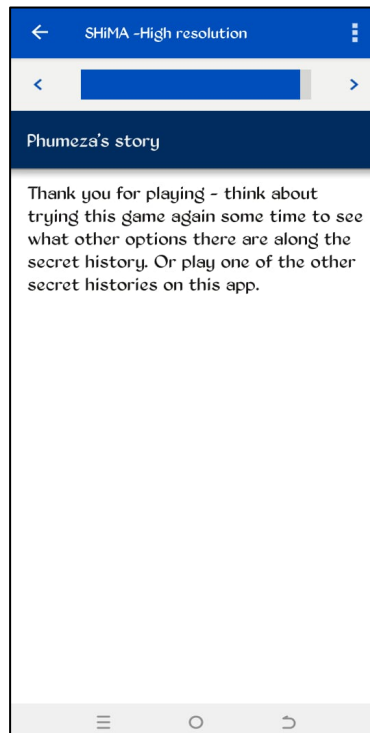 SHiMA -High resolution
Phumeza's story
Thank you for playing - think about
trying this game again some time to see
what other options there are along the
secret history. Or play one of the other
secret histories on this app.